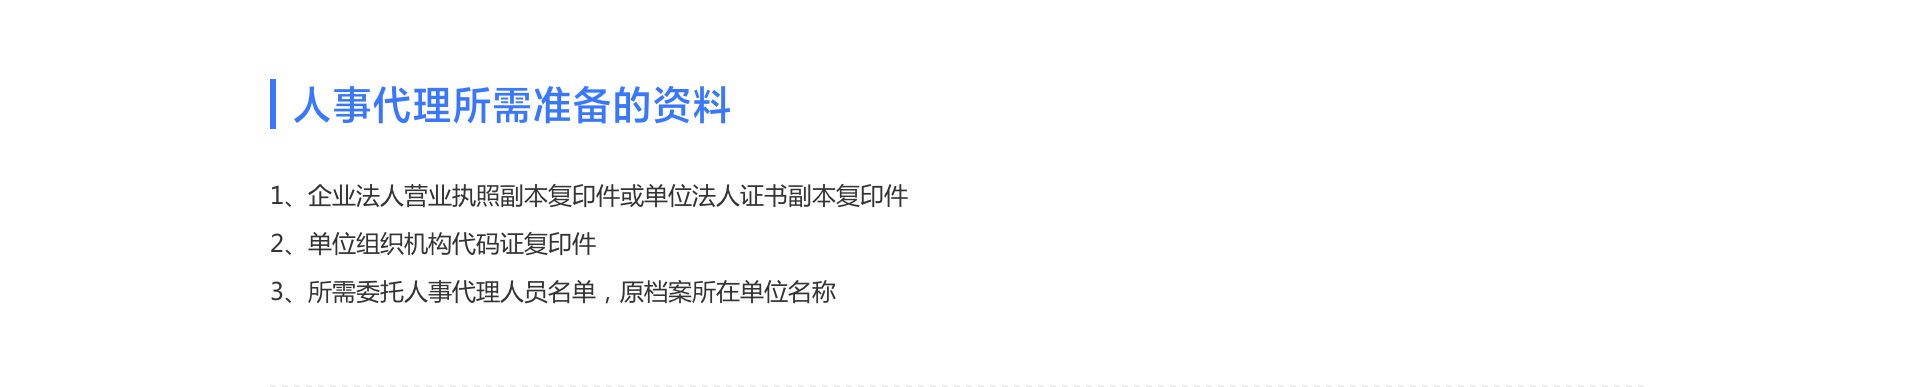 人事代理所需准备的资料
1、企业法人营业执照副本复印件或单位法人证书副本复印件
2、单位组织机构代码证复印件
3、所需委托人事代理人员名单，原档案所在单位名称